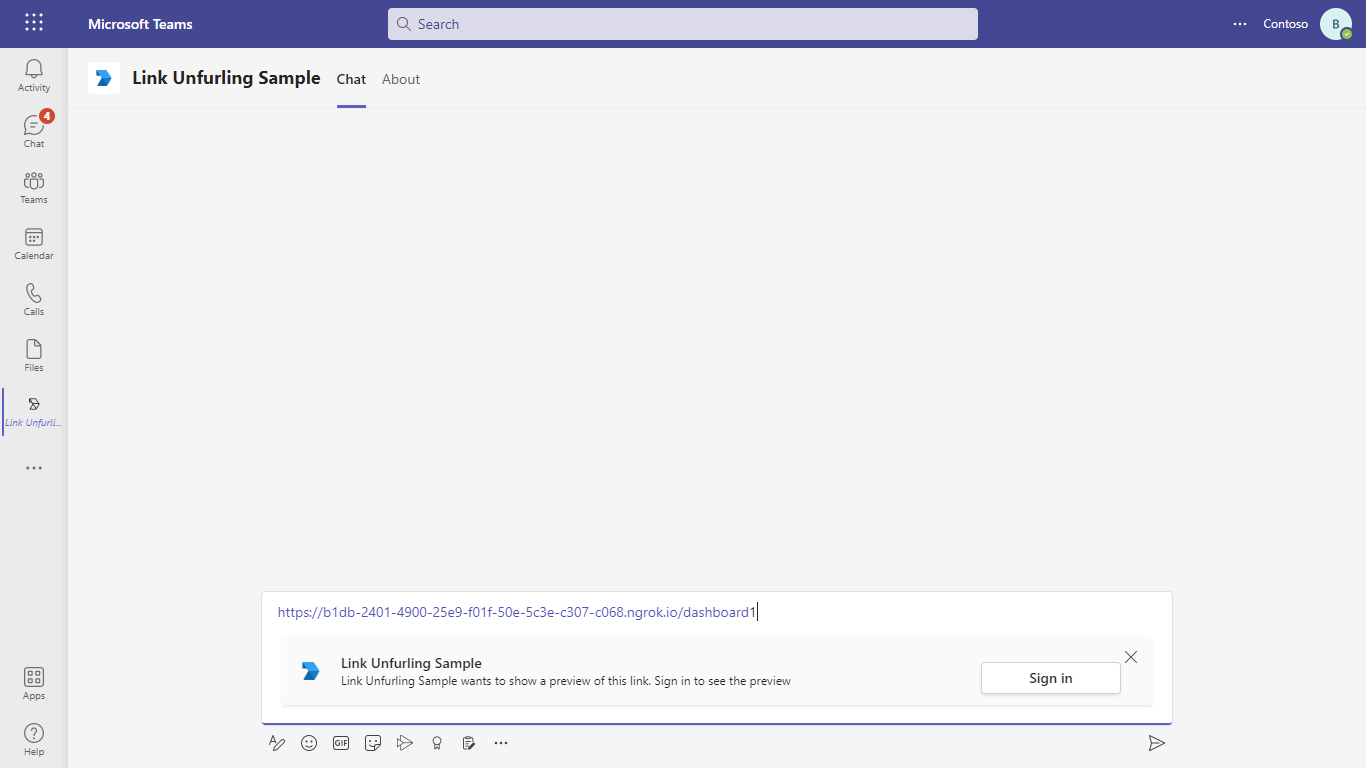 Microsoft Teams
Search
Contoso
B
Activity
4
Chat
Teams
Calendar
Calls
Files
Link Unfurli...
Apps
Help
Link Unfurling Sample
Chat
About
https://b1db-2401-4900-25e9-f01f-50e-5c3e-c307-c068.ngrok.io/dashboard1
Link Unfurling Sample
Link Unfurling Sample wants to show a preview of this link. Sign in to see the preview
Sign in
GIF